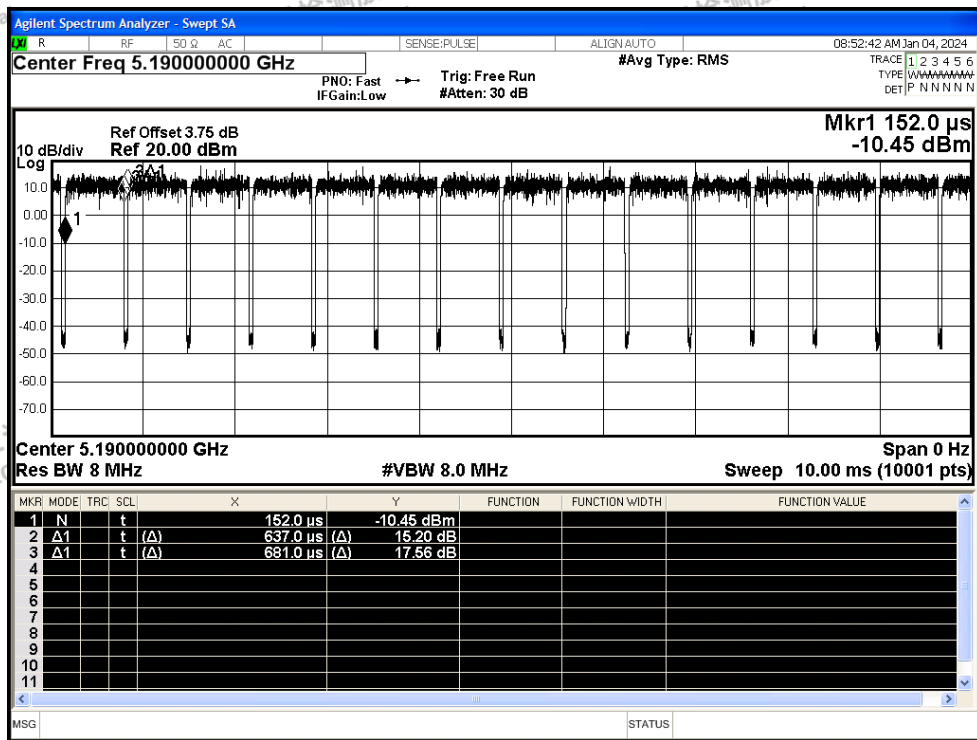 Agilent Spectrum Analyzer - Swept SA
LXI R RF 50 Ω AC SENSE:PULSE ALIGN AUTO 08:52:42 AM Jan 04, 2024
Center Freq 5.190000000 GHz #Avg Type: RMS TRACE 1 2 3 4 5 6
PNO: Fast Trig: Free Run TYPE
IFGain:Low #Atten: 30 dB DET P N N N N N
Mkr1 152.0 µs
Ref Offset 3.75 dB
10 dB/div Ref 20.00 dBm -10.45 dBm
Log
10.0
0.00
1
-10.0
-20.0
-30.0
-40.0
-50.0
-60.0
-70.0
Center 5.190000000 GHz Span 0 Hz
Res BW 8 MHz #VBW 8.0 MHz Sweep 10.00 ms (10001 pts)
MKR MODE TRC SCL X Y FUNCTION FUNCTION WIDTH FUNCTION VALUE
1 N t 152.0 µs -10.45 dBm
2 Δ1 t (Δ) 637.0 µs (Δ) 15.20 dB
3 Δ1 t (Δ) 681.0 µs (Δ) 17.56 dB
4
5
6
7
8
9
10
11
MSG STATUS